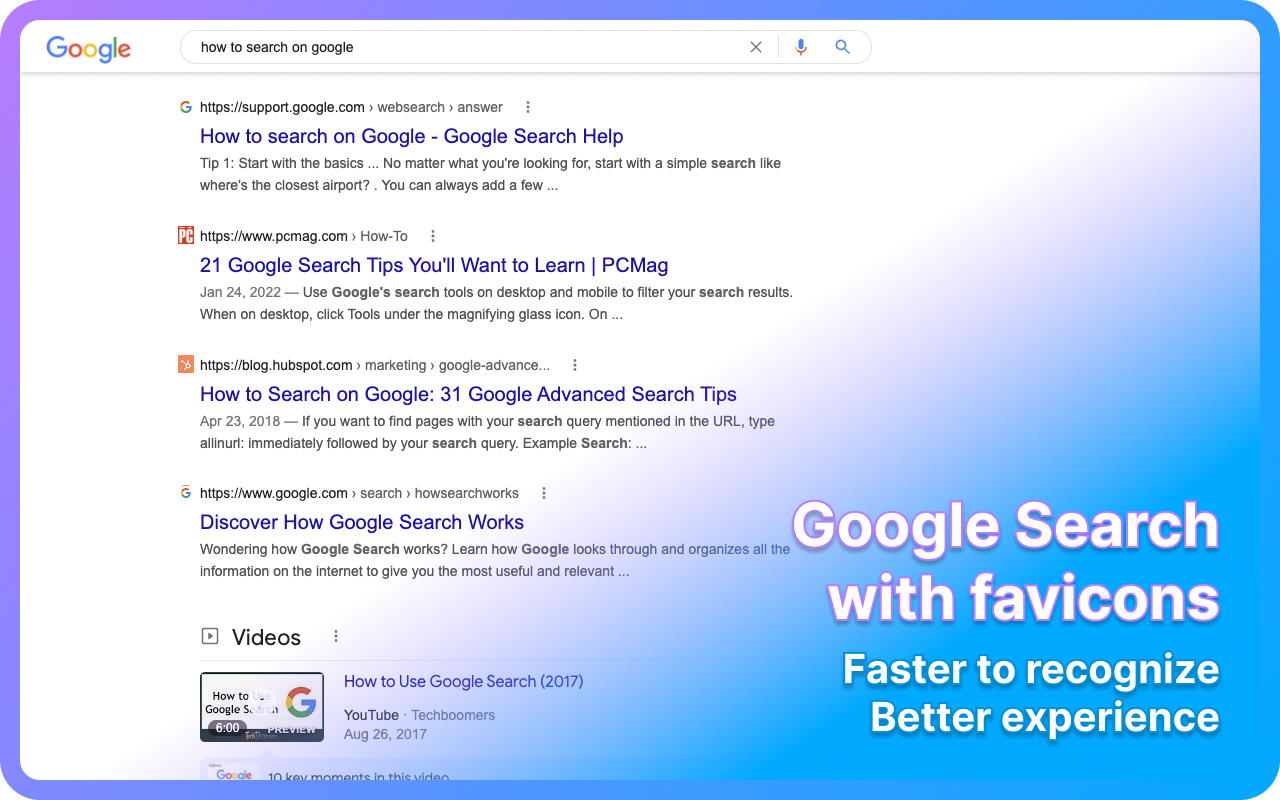 Google
how to search on google
https://support.google.com › websearch › answer
How to search on Google - Google Search Help
Tip 1: Start with the basics ... No matter what you're looking for, start with a simple search like
where's the closest airport? . You can always add a few ...
PC
https://www.pcmag.com › How-To
21 Google Search Tips You'll Want to Learn | PCMag
Jan 24, 2022 — Use Google's search tools on desktop and mobile to filter your search results.
When on desktop, click Tools under the magnifying glass icon. On ...
https://blog.hubspot.com › marketing › google-advance...
How to Search on Google: 31 Google Advanced Search Tips
Apr 23, 2018 — If you want to find pages with your search query mentioned in the URL, type
allinurl: immediately followed by your search query. Example Search: ...
https://www.google.com › search › howsearchworks
Discover How Google Search Works
Wondering how Google Search works? Learn how Google looks through and organizes all the
information on the internet to give you the most useful and relevant ...
Google Search
with favicons
Faster to recognize
Better experience
Videos
How to Use
Google Search
6:00
PREVIEW
How to Use Google Search (2017)
YouTube · Techboomers
Aug 26, 2017
Google
10 key moments in this video